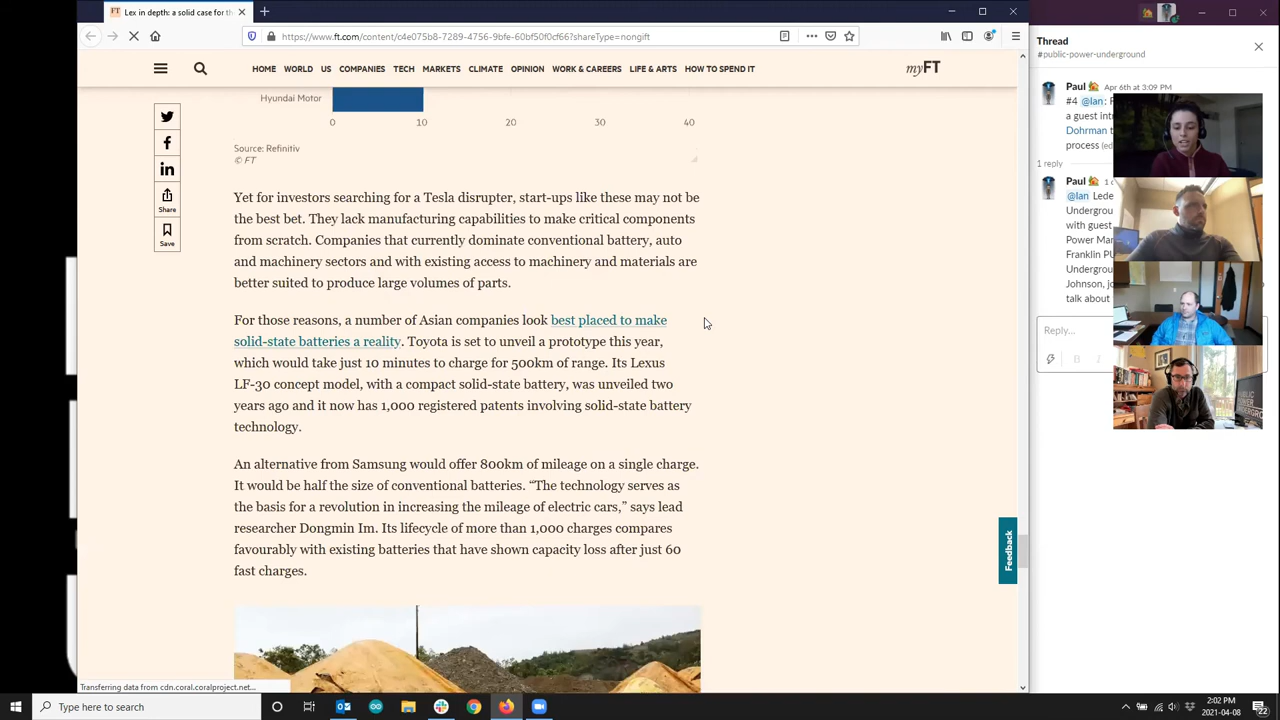 Lex in depth: a solid case for th
https://www.ft.com/content/c4e075b8-7289-4756-9bfe-60bf50f0cf66?shareType=nongift
HOME WORLD US COMPANIES TECH MARKETS CLIMATE OPINION WORK & CAREERS LIFE & ARTS HOW TO SPEND IT
myFT
Hyundai Motor
0 10 20 30 40
Source: Refinitiv
© FT
Share
Save
Yet for investors searching for a Tesla disrupter, start-ups like these may not be
the best bet. They lack manufacturing capabilities to make critical components
from scratch. Companies that currently dominate conventional battery, auto
and machinery sectors and with existing access to machinery and materials are
better suited to produce large volumes of parts.
For those reasons, a number of Asian companies look best placed to make
solid-state batteries a reality. Toyota is set to unveil a prototype this year,
which would take just 10 minutes to charge for 500km of range. Its Lexus
LF-30 concept model, with a compact solid-state battery, was unveiled two
years ago and it now has 1,000 registered patents involving solid-state battery
technology.
An alternative from Samsung would offer 800km of mileage on a single charge.
It would be half the size of conventional batteries. “The technology serves as
the basis for a revolution in increasing the mileage of electric cars,” says lead
researcher Dongmin Im. Its lifecycle of more than 1,000 charges compares
favourably with existing batteries that have shown capacity loss after just 60
fast charges.
Feedback
Transferring data from cdn.coral.coralproject.net...
Type here to search
Thread
#public-power-underground
Paul Apr 6th at 3:09 PM
#4 @Ian:
a guest
Dohrman
process
1 reply
Paul
@Ian Lede
Undergroun
with guest
Power Ma
Franklin PU
Undergroun
Johnson, jo
talk about
Reply...
PUBLIC
POWER
UNDERGROUND
2:02 PM
2021-04-08
22